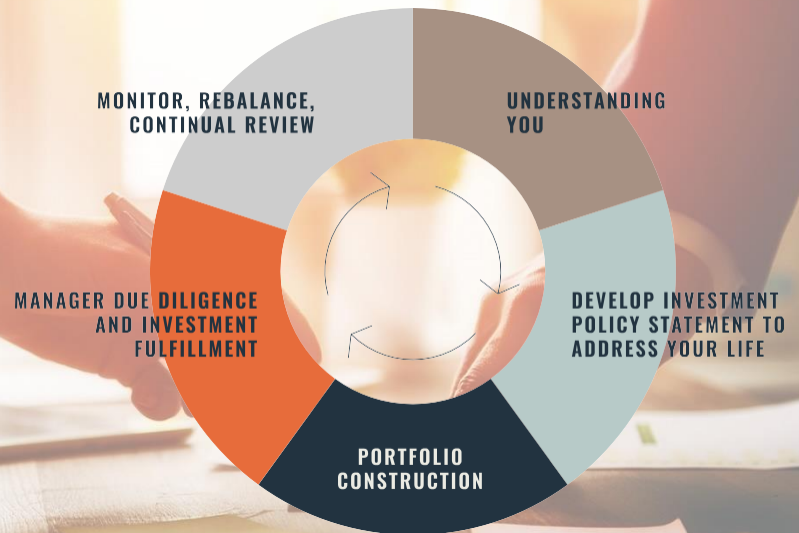 MONITOR, REBALANCE,
CONTINUAL REVIEW
UNDERSTANDING
YOU
MANAGER DUE DILIGENCE
AND INVESTMENT
FULFILLMENT
DEVELOP INVESTMENT
POLICY STATEMENT TO
ADDRESS YOUR LIFE
PORTFOLIO
CONSTRUCTION